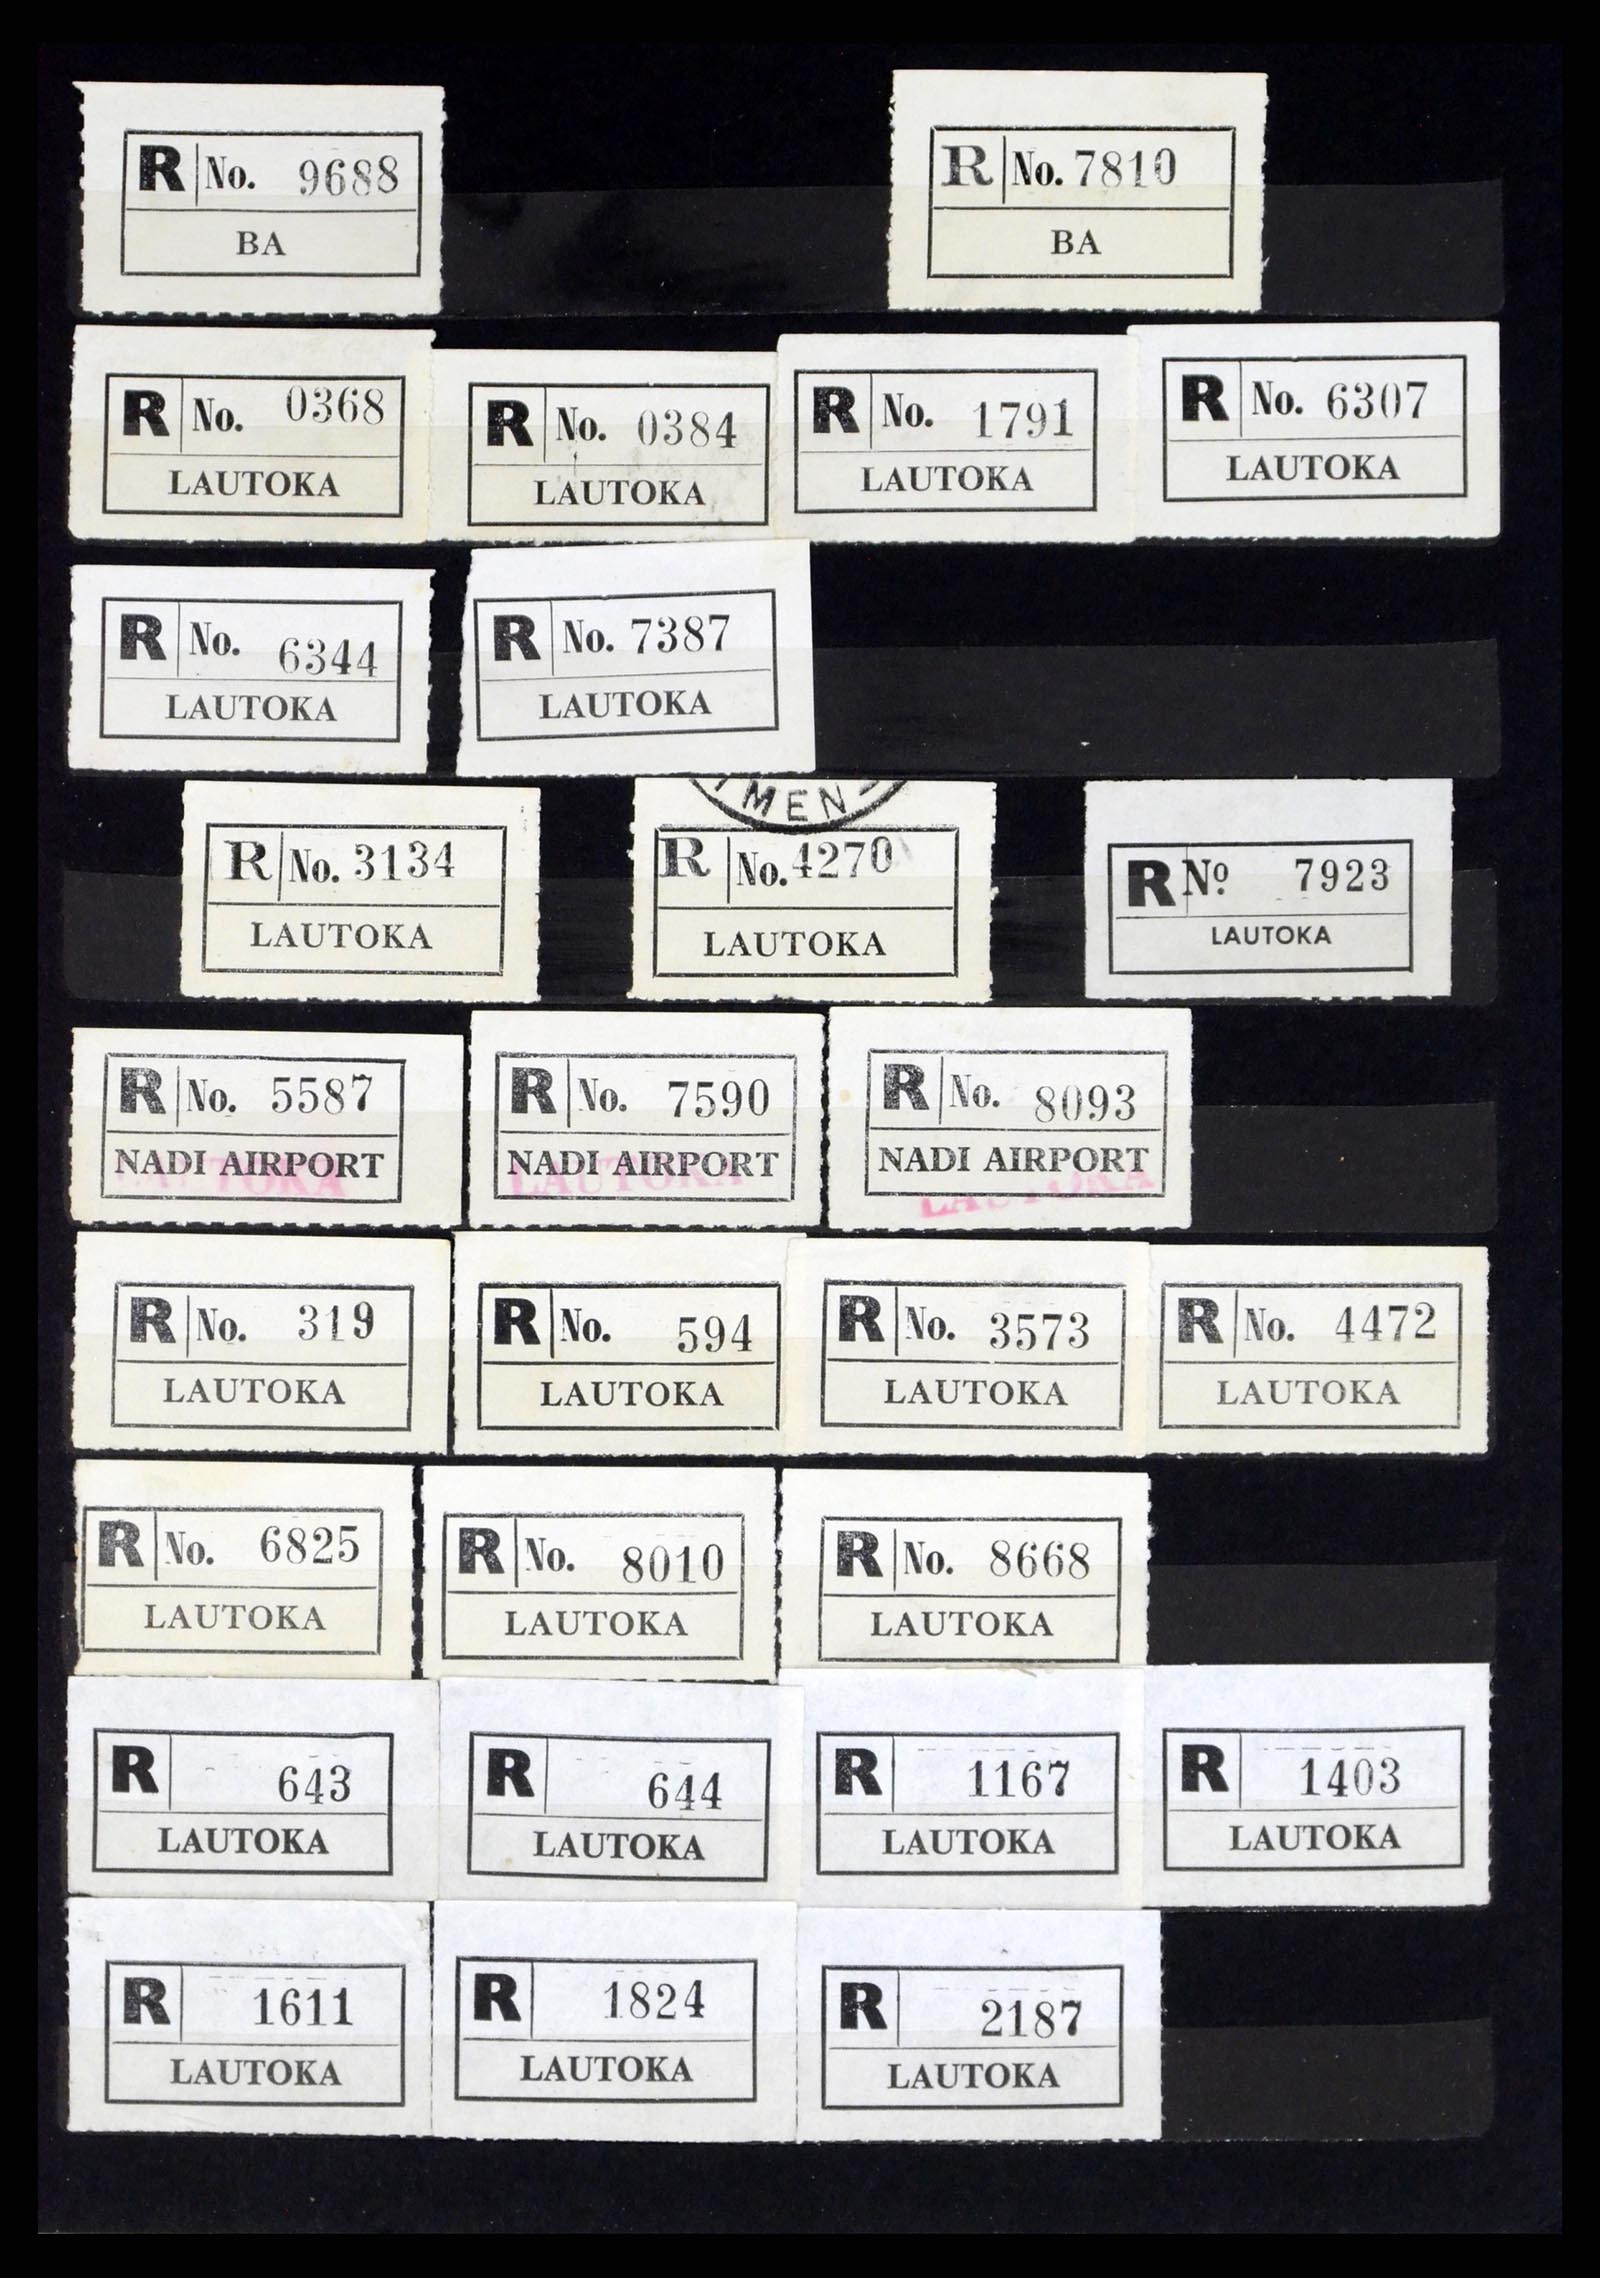 R No. 9688
BA
R No. 7810
BA
R No. 0368
LAUTOKA
R No. 0384
LAUTOKA
R No. 1791
LAUTOKA
R No. 6307
LAUTOKA
R No. 6344
LAUTOKA
R No. 7387
LAUTOKA
R No. 3134
LAUTOKA
MEN
R No. 4270
LAUTOKA
R Nº 7923
LAUTOKA
R No. 5587
NADI AIRPORT
LAUTOKA
R No. 7590
NADI AIRPORT
LAUTOKA
R No. 8093
NADI AIRPORT
LAUTOKA
R No. 319
LAUTOKA
R No. 594
LAUTOKA
R No. 3573
LAUTOKA
R No. 4472
LAUTOKA
R No. 6825
LAUTOKA
R No. 8010
LAUTOKA
R No. 8668
LAUTOKA
R 643
LAUTOKA
R 644
LAUTOKA
R 1167
LAUTOKA
R 1403
LAUTOKA
R 1611
LAUTOKA
R 1824
LAUTOKA
R 2187
LAUTOKA